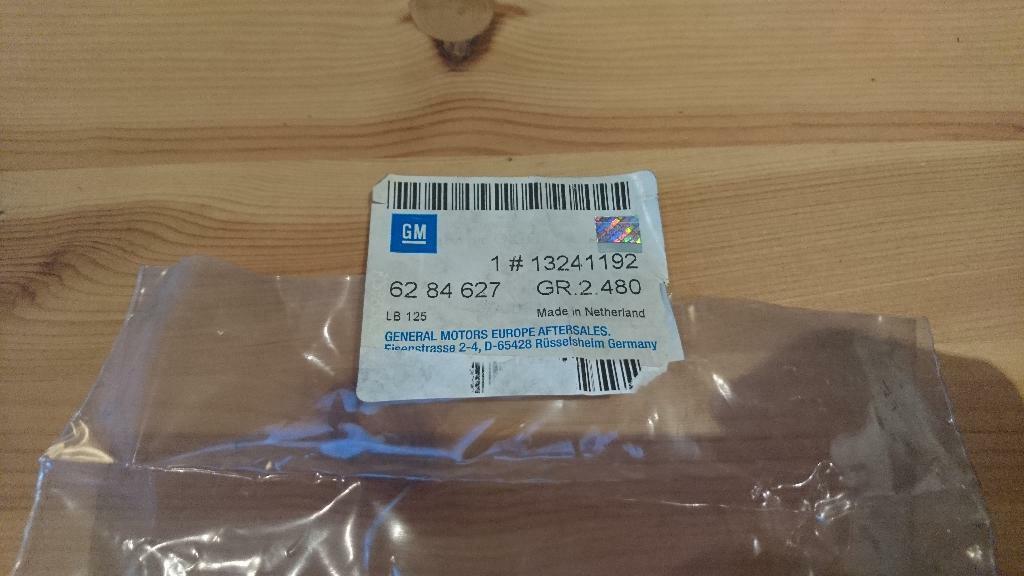 GM
1 # 13241192
62 84 627 GR.2.480
LB 125 Made in Netherland
GENERAL MOTORS EUROPE AFTERSALES.
Eisenstrasse 2-4, D-65428 Rüsselsheim Germany